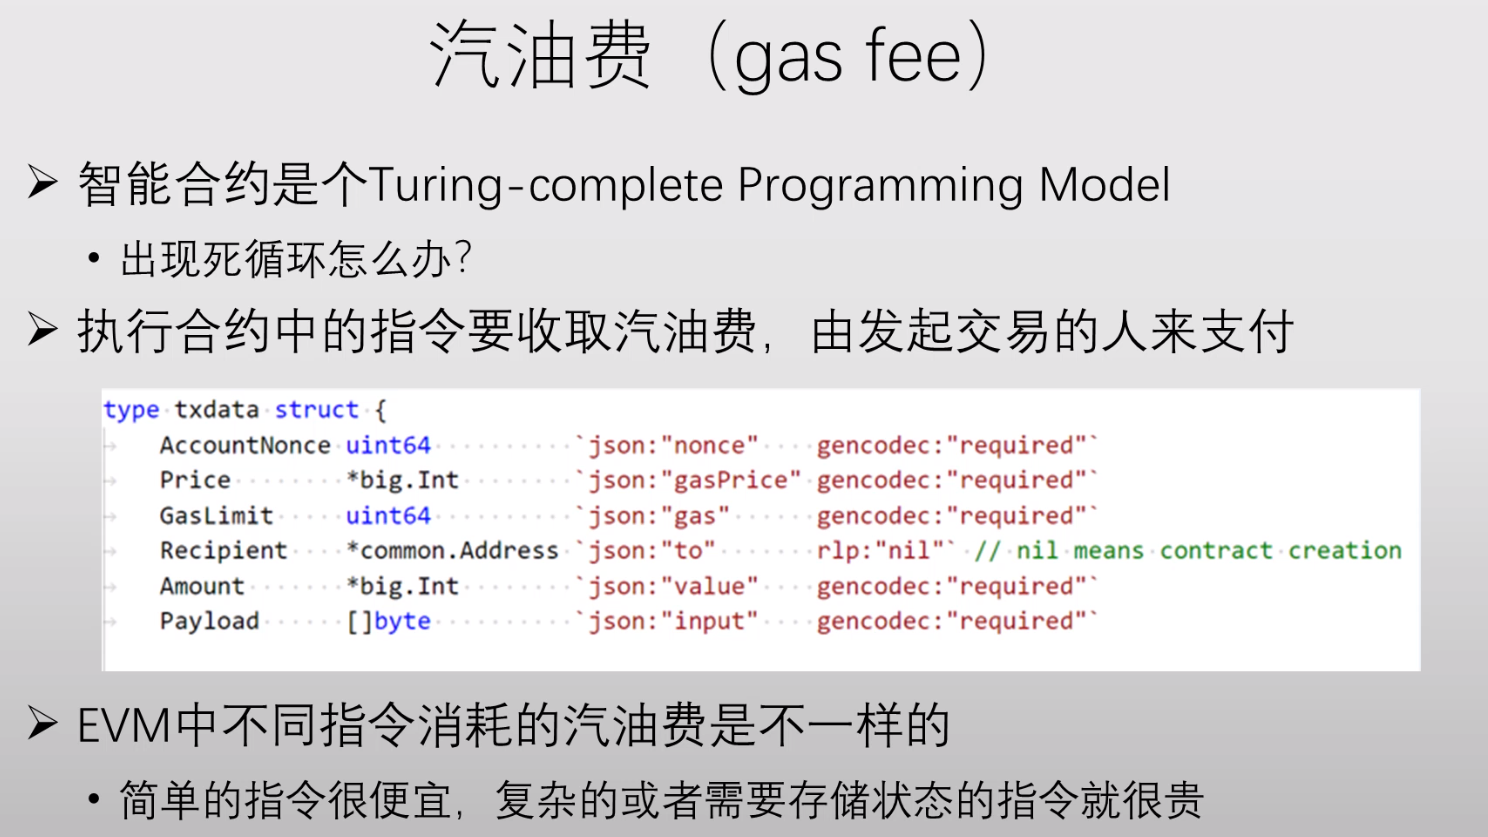 汽油费（gas fee）
➢ 智能合约是个Turing-complete Programming Model
• 出现死循环怎么办？
➢ 执行合约中的指令要收取汽油费，由发起交易的人来支付
type txdata struct {
AccountNonce uint64 `json:"nonce" gencodec:"required"`
Price *big.Int `json:"gasPrice" gencodec:"required"`
GasLimit uint64 `json:"gas" gencodec:"required"`
Recipient *common.Address `json:"to" rlp:"nil"` // nil means contract creation
Amount *big.Int `json:"value" gencodec:"required"`
Payload []byte `json:"input" gencodec:"required"`
➢ EVM中不同指令消耗的汽油费是不一样的
• 简单的指令很便宜，复杂的或者需要存储状态的指令就很贵